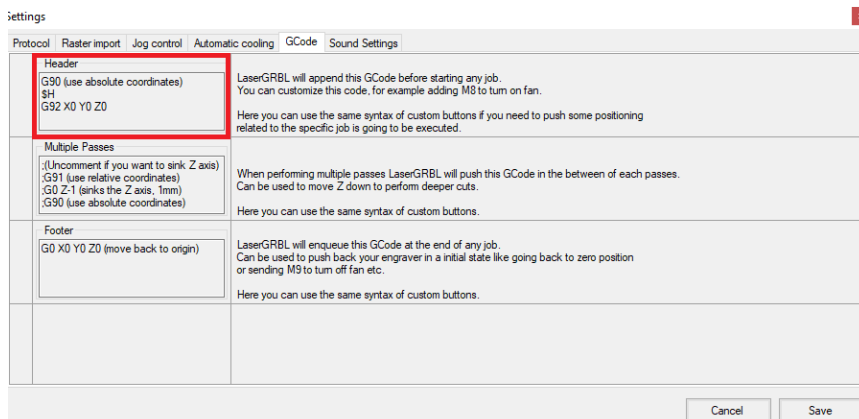 Settings
Protocol Raster import Jog control Automatic cooling GCode Sound Settings
Header
G90 (use absolute coordinates)
$H
G92 X0 Y0 Z0
LaserGRBL will append this GCode before starting any job.
You can customize this code, for example adding M8 to turn on fan.
Here you can use the same syntax of custom buttons if you need to push some positioning
related to the specific job is going to be executed.
Multiple Passes
;(Uncomment if you want to sink Z axis)
;G91 (use relative coordinates)
;G0 Z-1 (sinks the Z axis, 1mm)
;G90 (use absolute coordinates)
When performing multiple passes LaserGRBL will push this GCode in the between of each passes.
Can be used to move Z down to perform deeper cuts.
Here you can use the same syntax of custom buttons.
Footer
G0 X0 Y0 Z0 (move back to origin)
LaserGRBL will enqueue this GCode at the end of any job.
Can be used to push back your engraver in a initial state like going back to zero position
or sending M9 to turn off fan etc.
Here you can use the same syntax of custom buttons.
Cancel Save